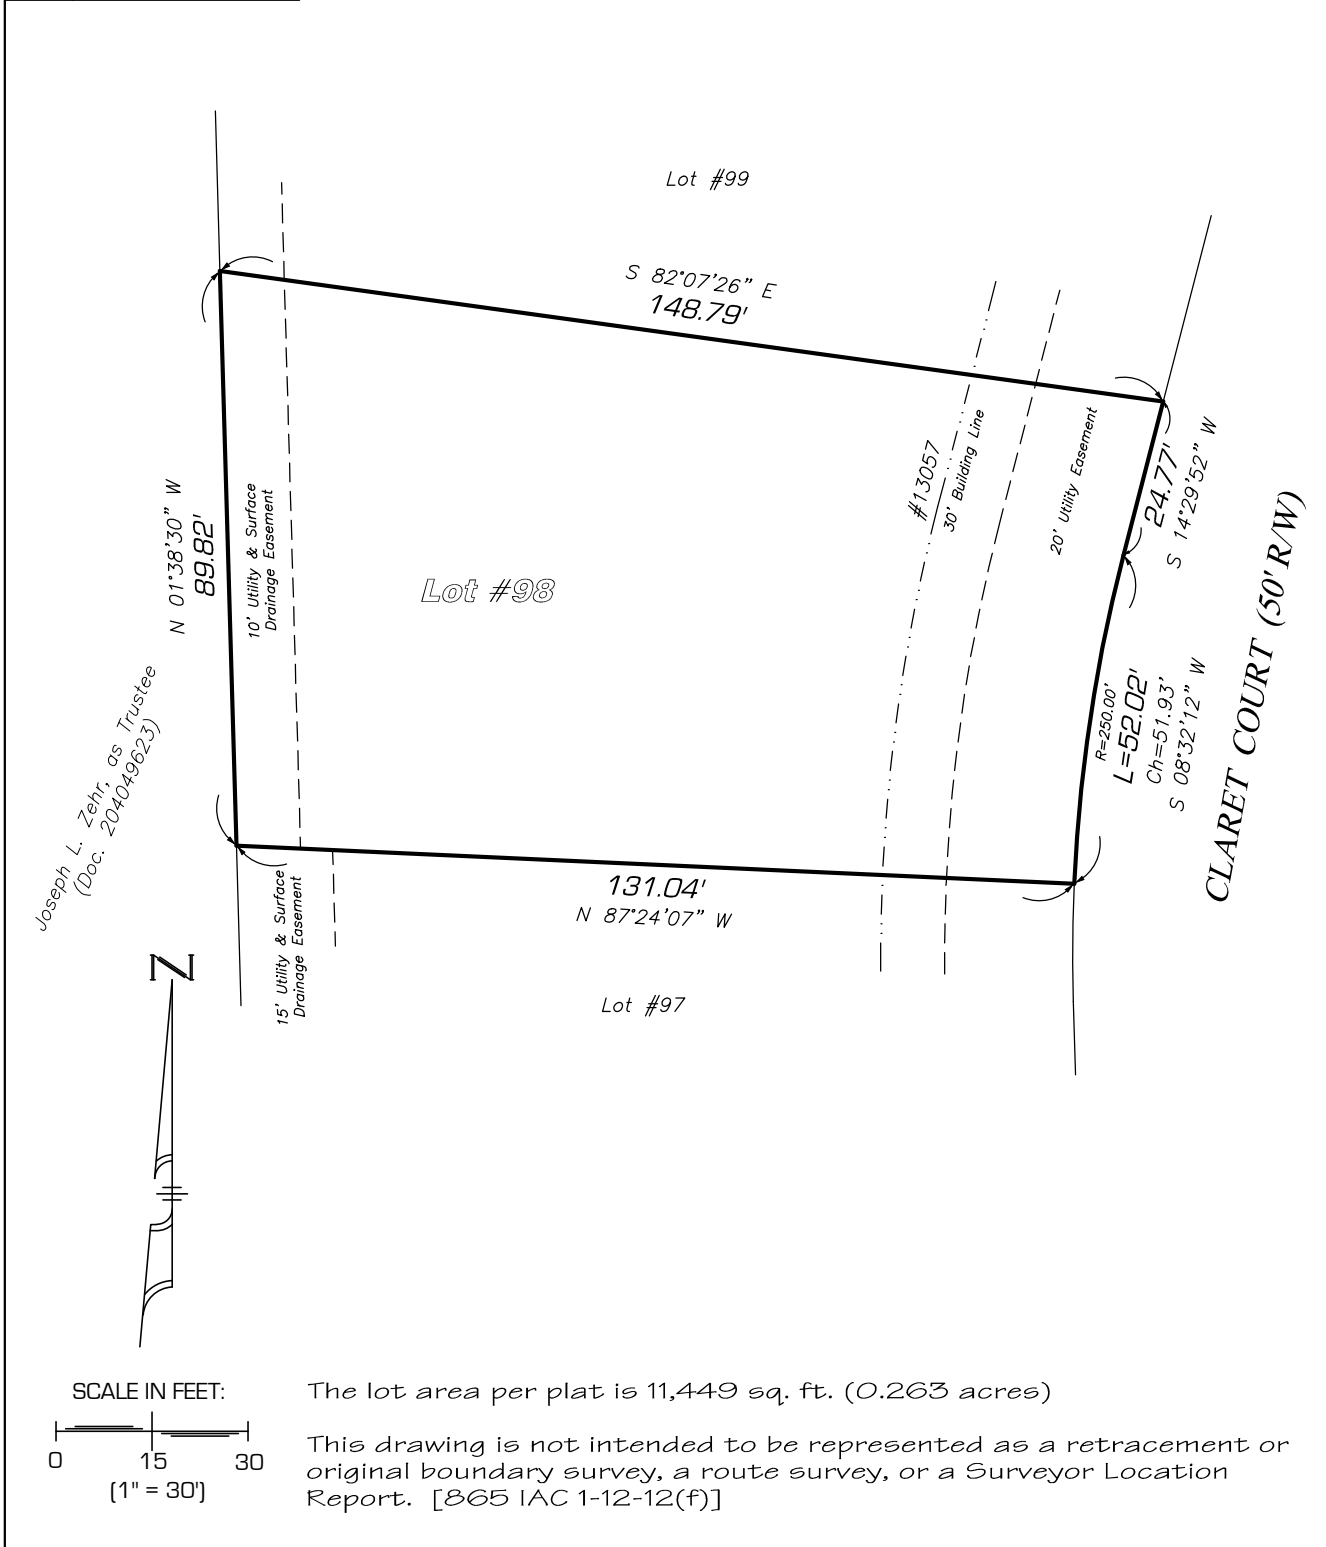 Lot #99
S 82°07'26" E
148.79'
#13057
30' Building Line
20' Utility Easement
24.77'
S 14°29'52" W
N 01°38'30" W
89.82'
10' Utility & Surface
Drainage Easement
Lot #98
CLARET COURT (50' R/W)
R=250.00'
L=52.02'
Ch=51.93'
S 08°32'12" W
Joseph L. Zehr, as Trustee
(Doc. 204049623)
131.04'
N 87°24'07" W
15' Utility & Surface
Drainage Easement
Lot #97
N
SCALE IN FEET:
0 15 30
(1" = 30')
The lot area per plat is 11,449 sq. ft. (0.263 acres)
This drawing is not intended to be represented as a retracement or
original boundary survey, a route survey, or a Surveyor Location
Report. [865 IAC 1-12-12(f)]